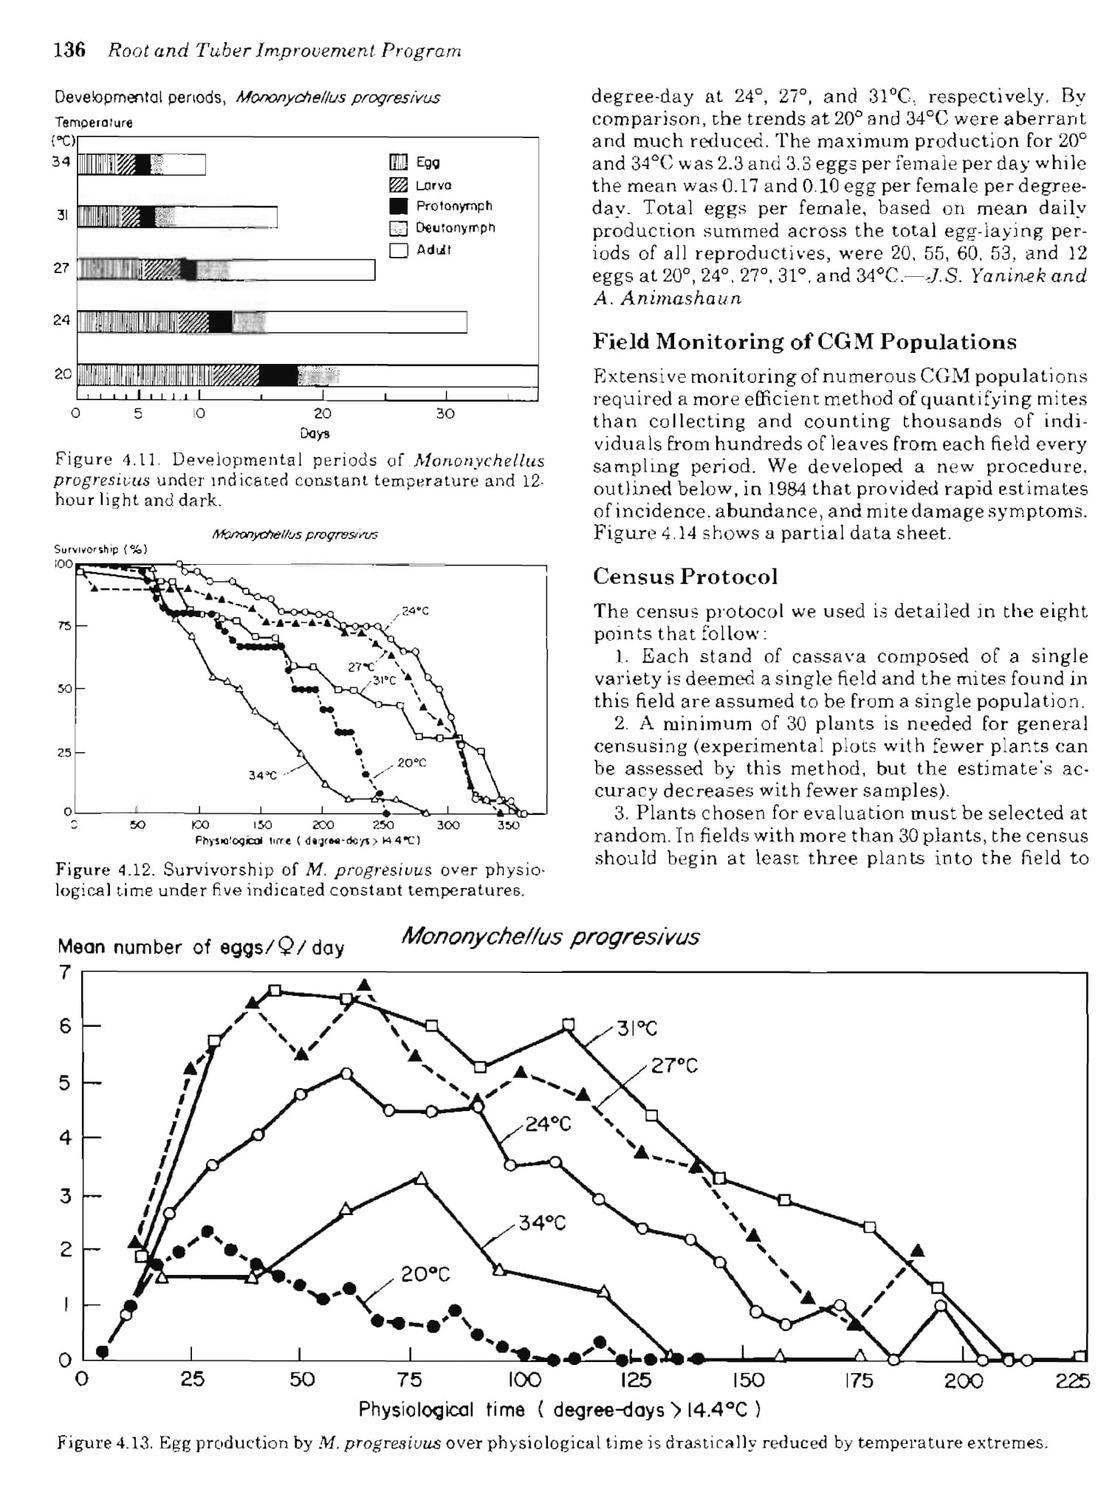 136 Root and Tuber Improvement Program
Developmental periods, Mononychellus progresivus
Temperature
(°C)
34
31
27
24
20
Egg
Larva
Protonymph
Deutonymph
Adult
0 5 10 20 30
Days
Figure 4.11. Developmental periods of Mononychellus
progresivus under indicated constant temperature and 12-
hour light and dark.
Mononychellus progresivus
Survivorship (%)
100
75
50
25
0
24°C
27°C
31°C
20°C
34°C
0 50 100 150 200 250 300 350
Physiological time ( degree-days > 14.4°C)
Figure 4.12. Survivorship of M. progresivus over physio-
logical time under five indicated constant temperatures.
degree-day at 24°, 27°, and 31°C, respectively. By
comparison, the trends at 20° and 34°C were aberrant
and much reduced. The maximum production for 20°
and 34°C was 2.3 and 3.3 eggs per female per day while
the mean was 0.17 and 0.10 egg per female per degree-
day. Total eggs per female, based on mean daily
production summed across the total egg-laying per-
iods of all reproductives, were 20, 55, 60, 53, and 12
eggs at 20°, 24°, 27°, 31°, and 34°C.—J.S. Yaninek and
A. Animashaun
Field Monitoring of CGM Populations
Extensive monitoring of numerous CGM populations
required a more efficient method of quantifying mites
than collecting and counting thousands of indi-
viduals from hundreds of leaves from each field every
sampling period. We developed a new procedure,
outlined below, in 1984 that provided rapid estimates
of incidence, abundance, and mite damage symptoms.
Figure 4.14 shows a partial data sheet.
Census Protocol
The census protocol we used is detailed in the eight
points that follow:
1. Each stand of cassava composed of a single
variety is deemed a single field and the mites found in
this field are assumed to be from a single population.
2. A minimum of 30 plants is needed for general
censusing (experimental plots with fewer plants can
be assessed by this method, but the estimate's ac-
curacy decreases with fewer samples).
3. Plants chosen for evaluation must be selected at
random. In fields with more than 30 plants, the census
should begin at least three plants into the field to
Mean number of eggs/♀/day
Mononychellus progresivus
7
6
5
4
3
2
1
0
31°C
27°C
24°C
34°C
20°C
0 25 50 75 100 125 150 175 200 225
Physiological time ( degree-days > 14.4°C )
Figure 4.13. Egg production by M. progresivus over physiological time is drastically reduced by temperature extremes.